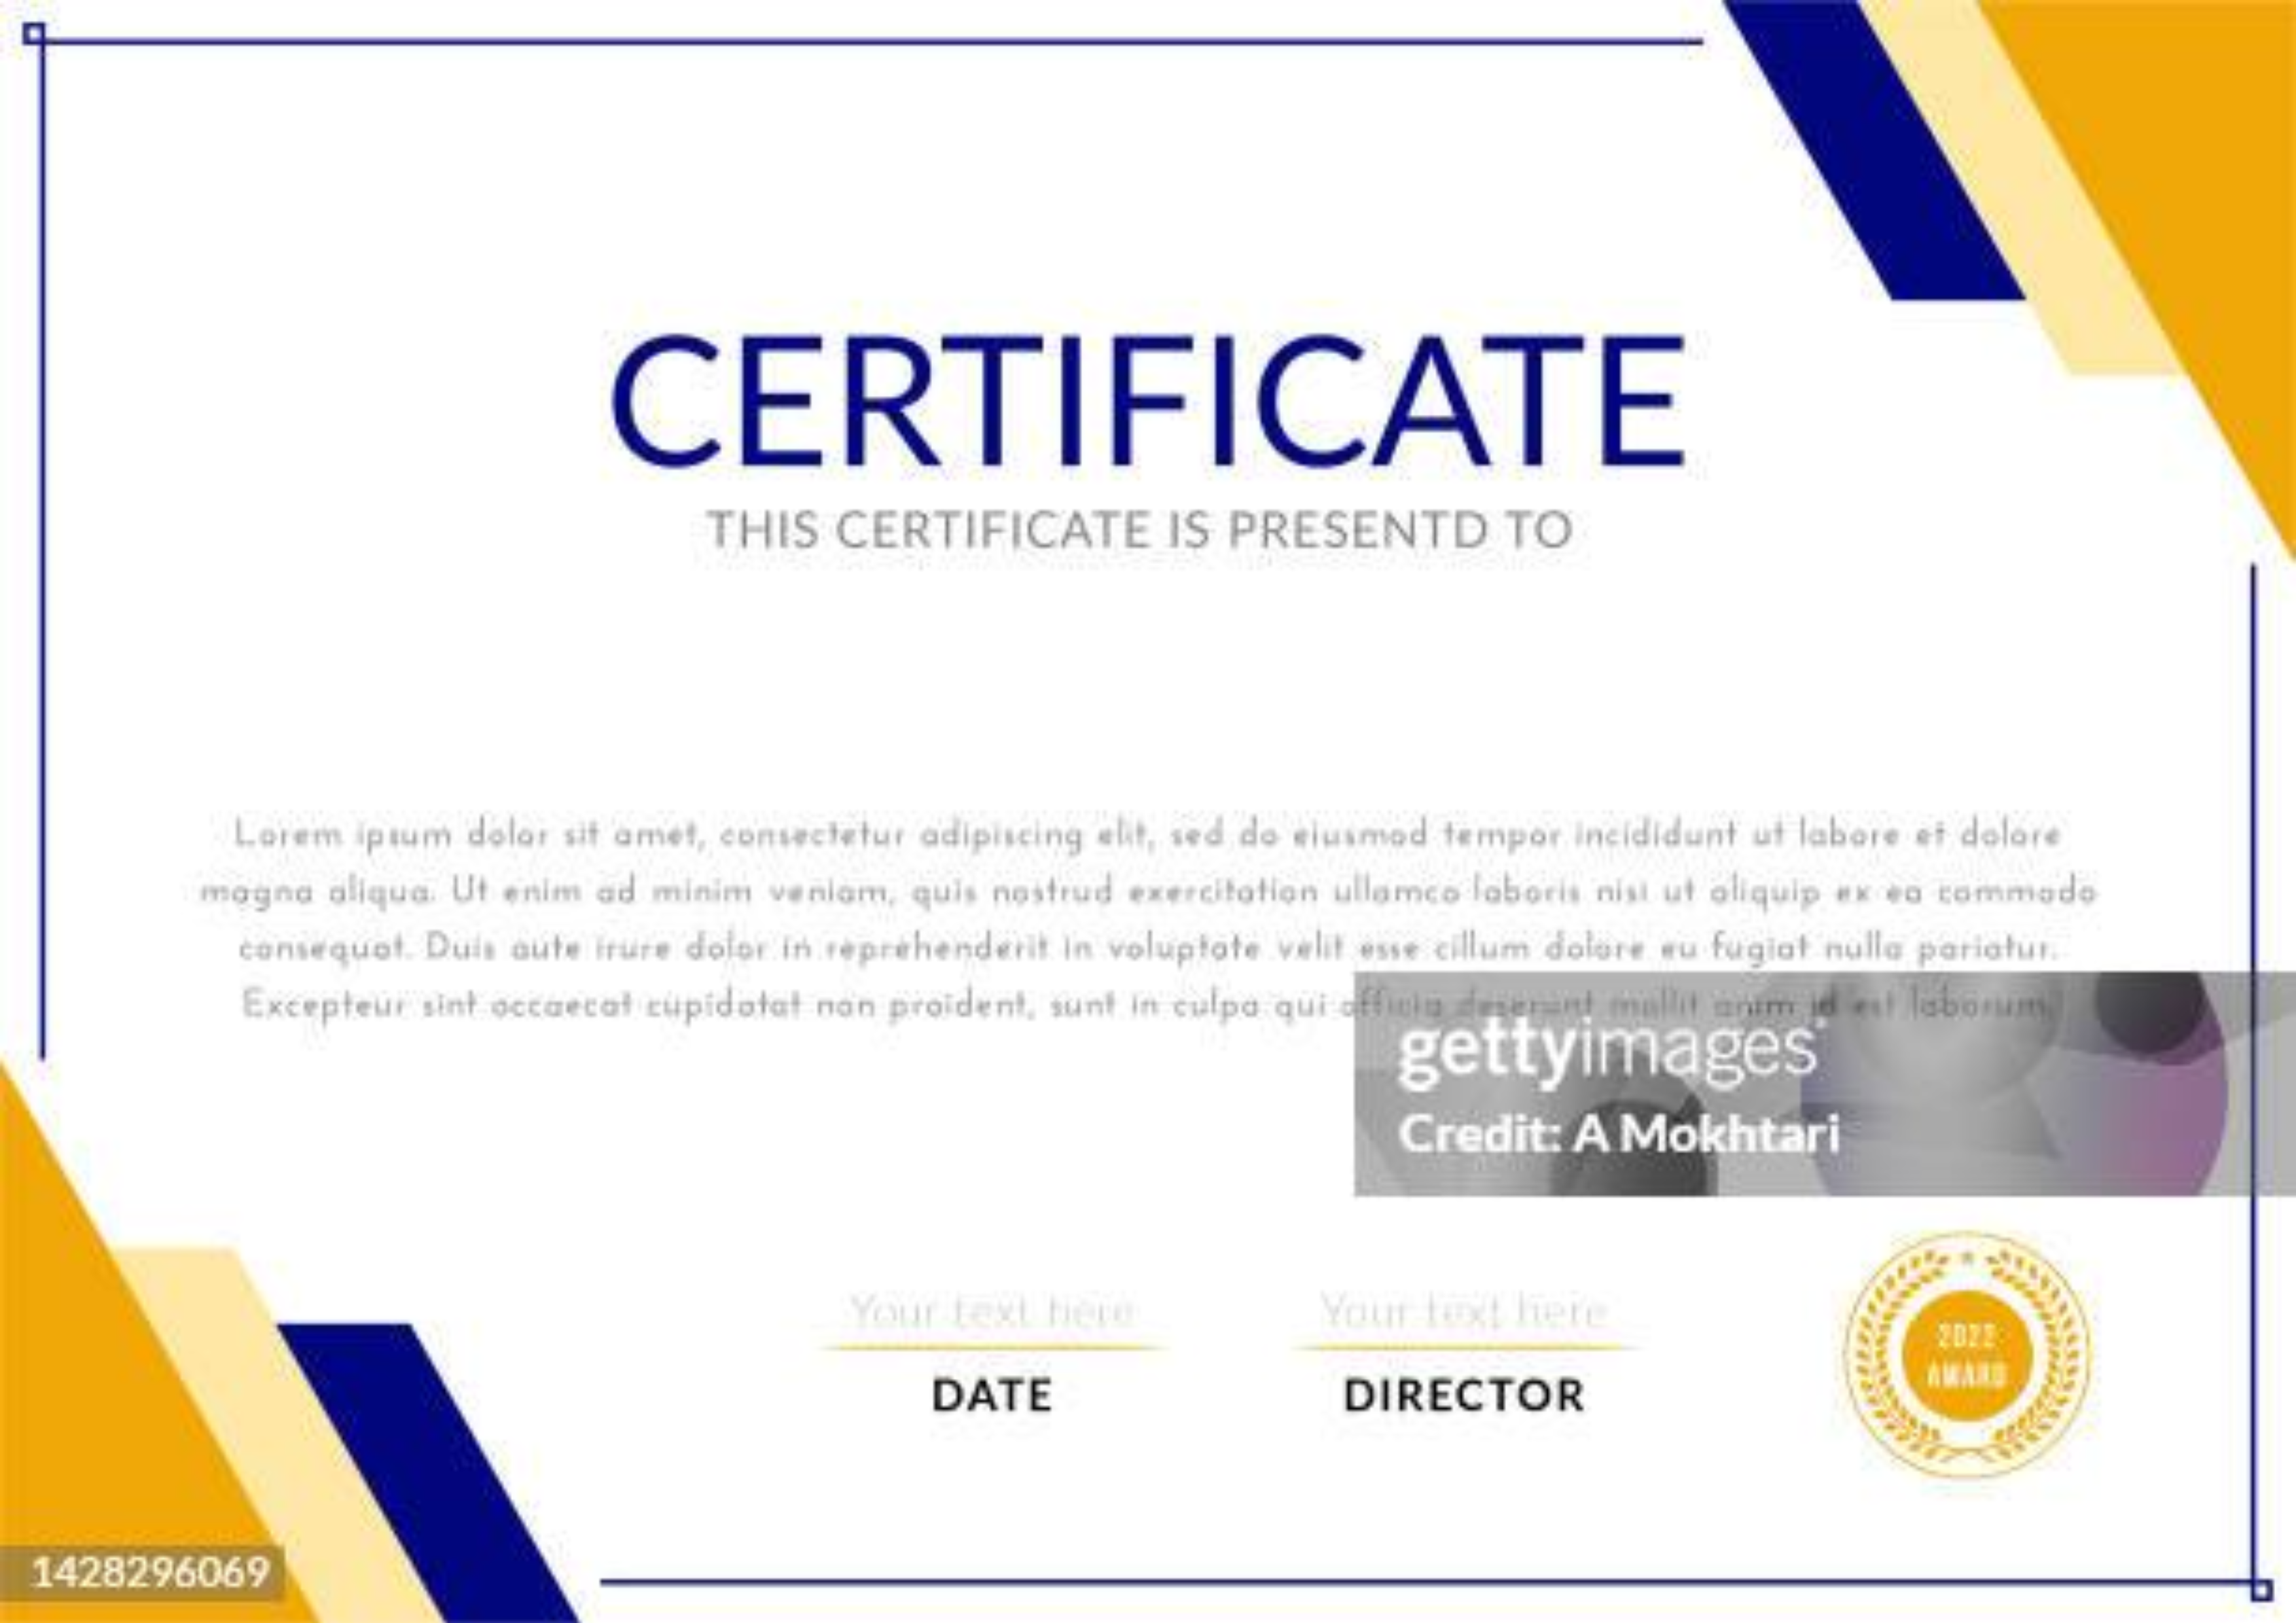 CERTIFICATE
THIS CERTIFICATE IS PRESENTD TO
Lorem ipsum dolor sit amet, consectetur adipiscing elit, sed do eiusmod tempor incididunt ut labore et dolore
magna aliqua. Ut enim ad minim veniam, quis nostrud exercitation ullamco laboris nisi ut aliquip ex ea commodo
consequat. Duis aute irure dolor in reprehenderit in voluptate velit esse cillum dolore eu fugiat nulla pariatur.
Excepteur sint occaecat cupidatat non proident, sunt in culpa qui officia deserunt mollit anim id est laborum.
gettyimages
Credit: A Mokhtari
Your text here
DATE
Your text here
DIRECTOR
2022
AWARD
1428296069